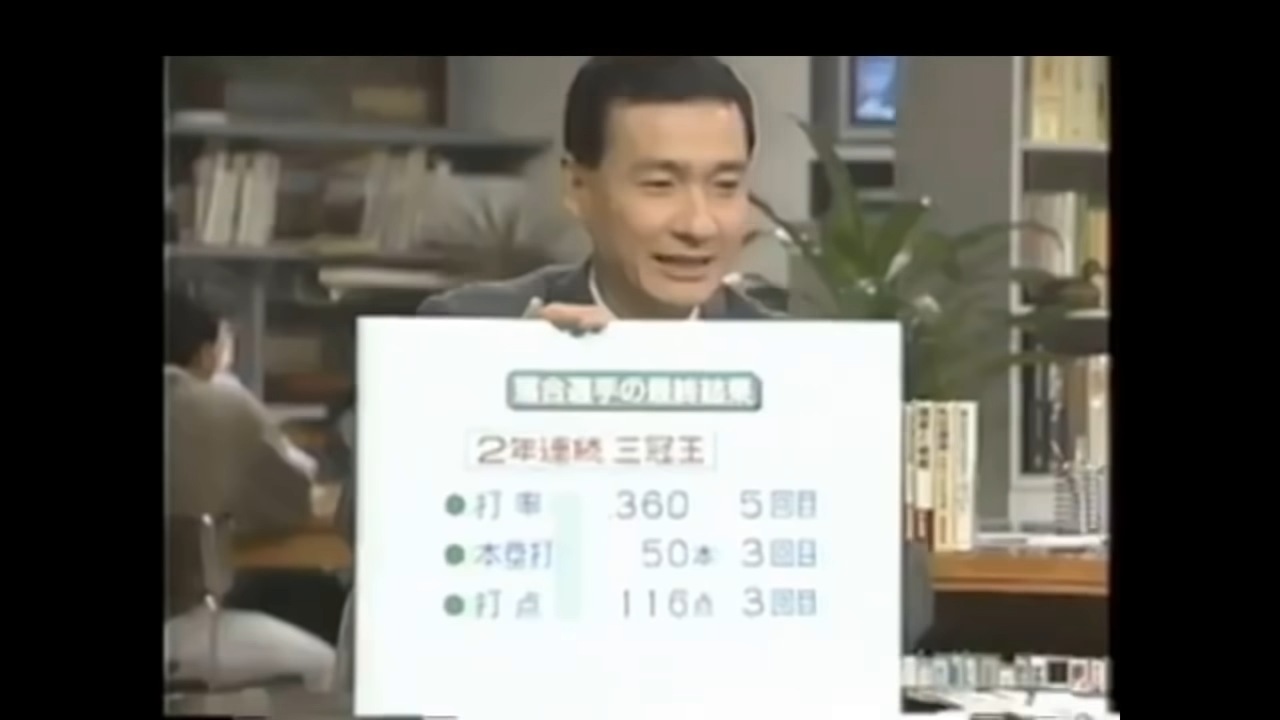 落合選手の最終結果
2年連続 三冠王
●打率 .360 5回目
●本塁打 50本 3回目
●打点 116点 3回目